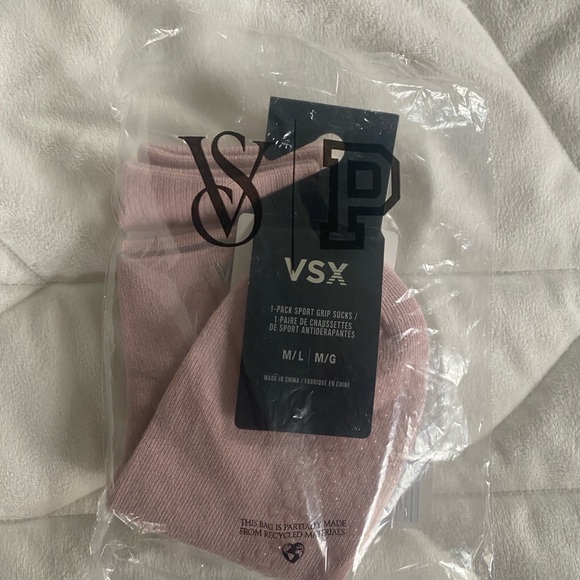 VS | P
VSX
1-PACK SPORT GRIP SOCKS /
1 PAIRE DE CHAUSSETTES
DE SPORT ANTIDÉRAPANTES
M/L | M/G
MADE IN CHINA / FABRIQUÉ EN CHINE
THIS BAG IS PARTIALLY MADE
FROM RECYCLED MATERIALS